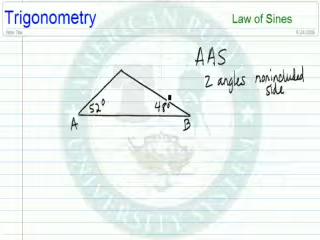 Trigonometry
Law of Sines
AAS
2 angles nonincluded
side
52°
48°
A
B